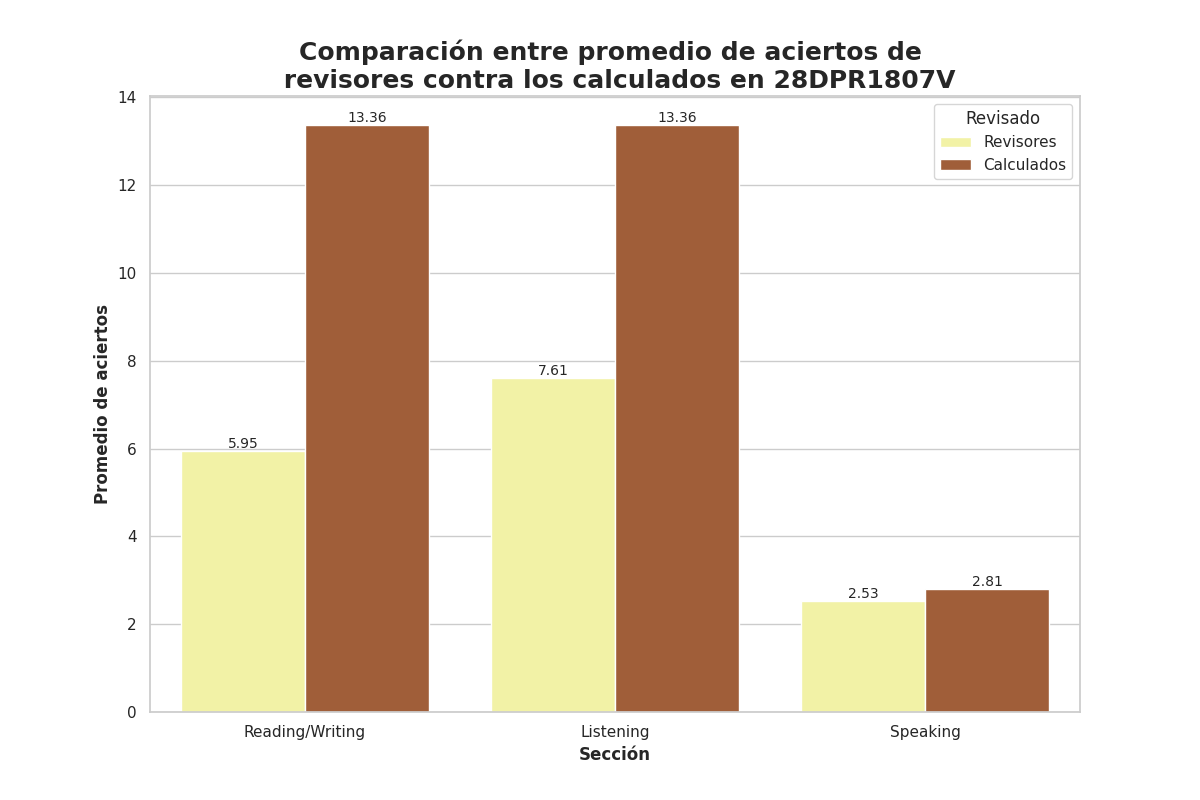 Comparación entre promedio de aciertos de
revisores contra los calculados en 28DPR1807V
Promedio de aciertos
14
12
10
8
6
4
2
0
5.95
13.36
7.61
13.36
2.53
2.81
Revisado
Revisores
Calculados
Reading/Writing
Listening
Speaking
Sección